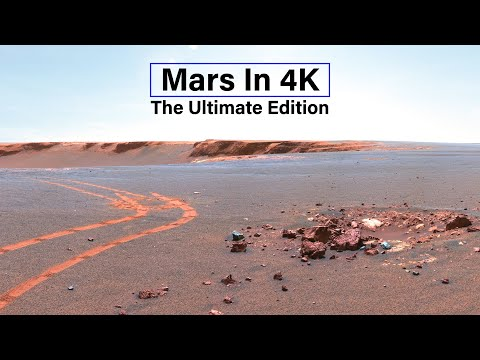 Mars In 4K
The Ultimate Edition